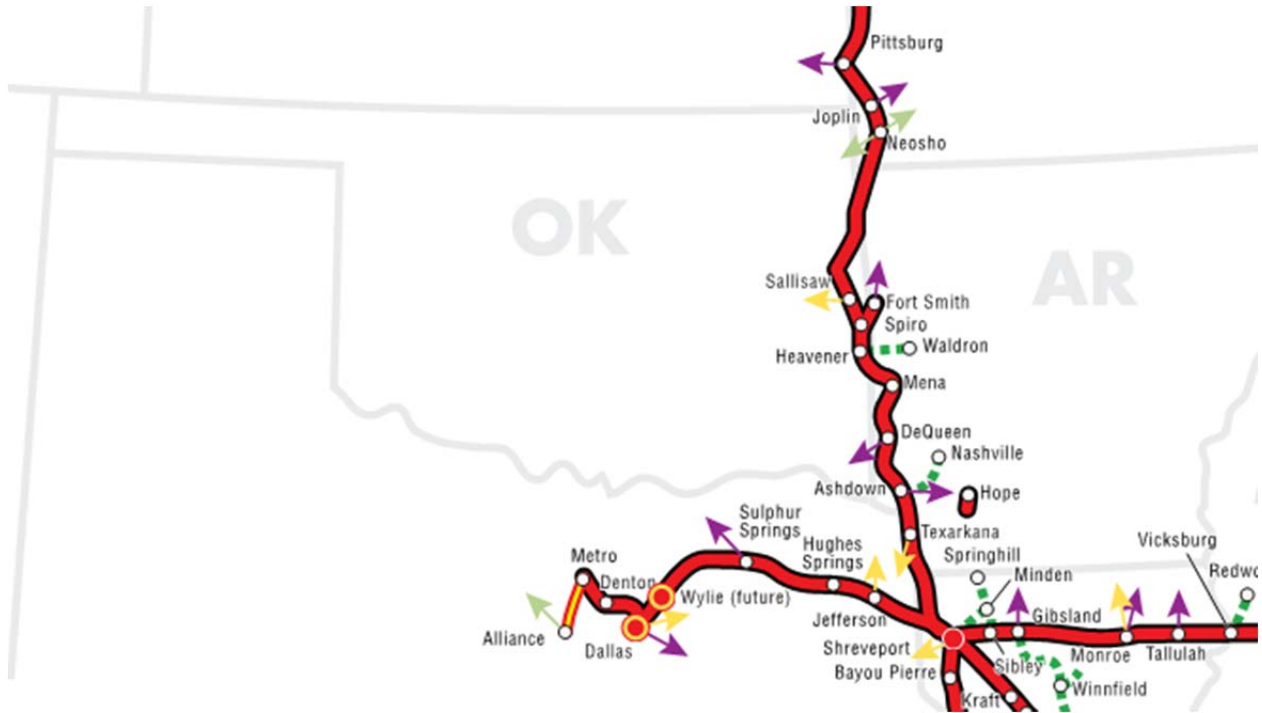 Pittsburg
Joplin
Neosho
OK
AR
Sallisaw
Fort Smith
Spiro
Waldron
Heavener
Mena
DeQueen
Nashville
Ashdown
Hope
Sulphur
Springs
Texarkana
Hughes
Springs
Springhill
Vicksburg
Metro
Minden
Redwo
Denton
Wylie (future)
Jefferson
Gibsland
Alliance
Dallas
Shreveport
Monroe
Tallulah
Sibley
Bayou Pierre
Winnfield
Kraft